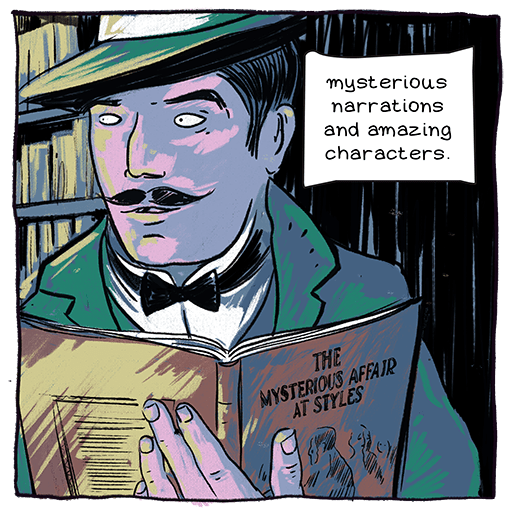 mysterious
narrations
and amazing
characters.
THE
MYSTERIOUS AFFAIR
AT STYLES